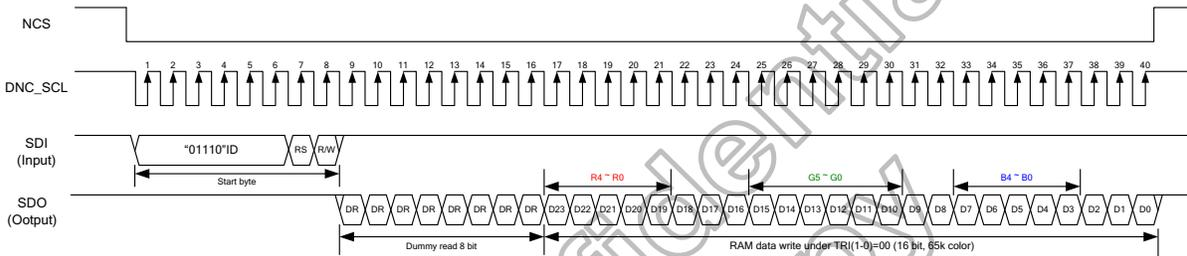 NCS
DNC_SCL
1 2 3 4 5 6 7 8 9 10 11 12 13 14 15 16 17 18 19 20 21 22 23 24 25 26 27 28 29 30 31 32 33 34 35 36 37 38 39 40
SDI
(Input)
"01110"ID RS R/W
Start byte
R4 ~ R0 G5 ~ G0 B4 ~ B0
SDO
(Ootput)
DR DR DR DR DR DR DR DR D23 D22 D21 D20 D19 D18 D17 D16 D15 D14 D13 D12 D11 D10 D9 D8 D7 D6 D5 D4 D3 D2 D1 D0
Dummy read 8 bit RAM data write under TRI(1-0)=00 (16 bit, 65k color)